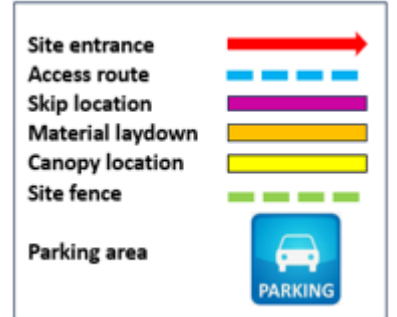 Site entrance
Access route
Skip location
Material laydown
Canopy location
Site fence
Parking area
PARKING